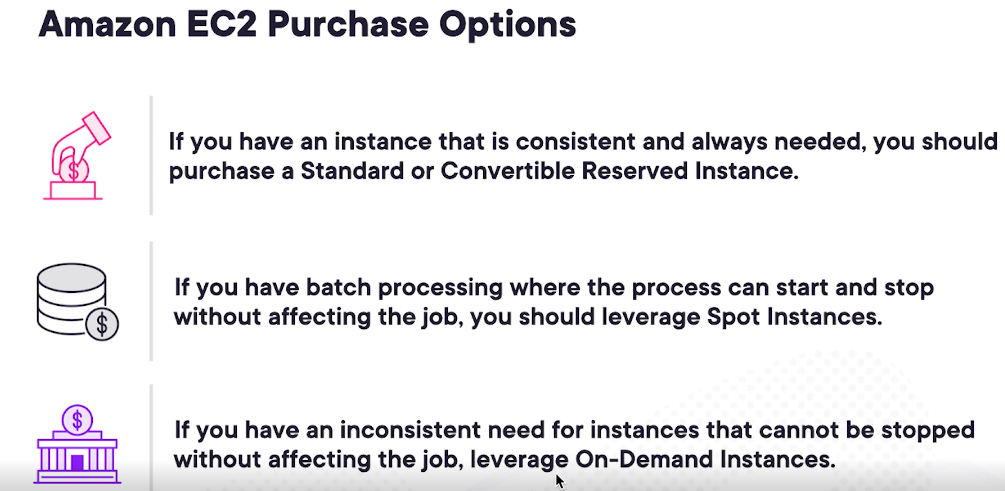 Amazon EC2 Purchase Options
If you have an instance that is consistent and always needed, you should
purchase a Standard or Convertible Reserved Instance.
$
If you have batch processing where the process can start and stop
without affecting the job, you should leverage Spot Instances.
$
$
If you have an inconsistent need for instances that cannot be stopped
without affecting the job, leverage On-Demand Instances.